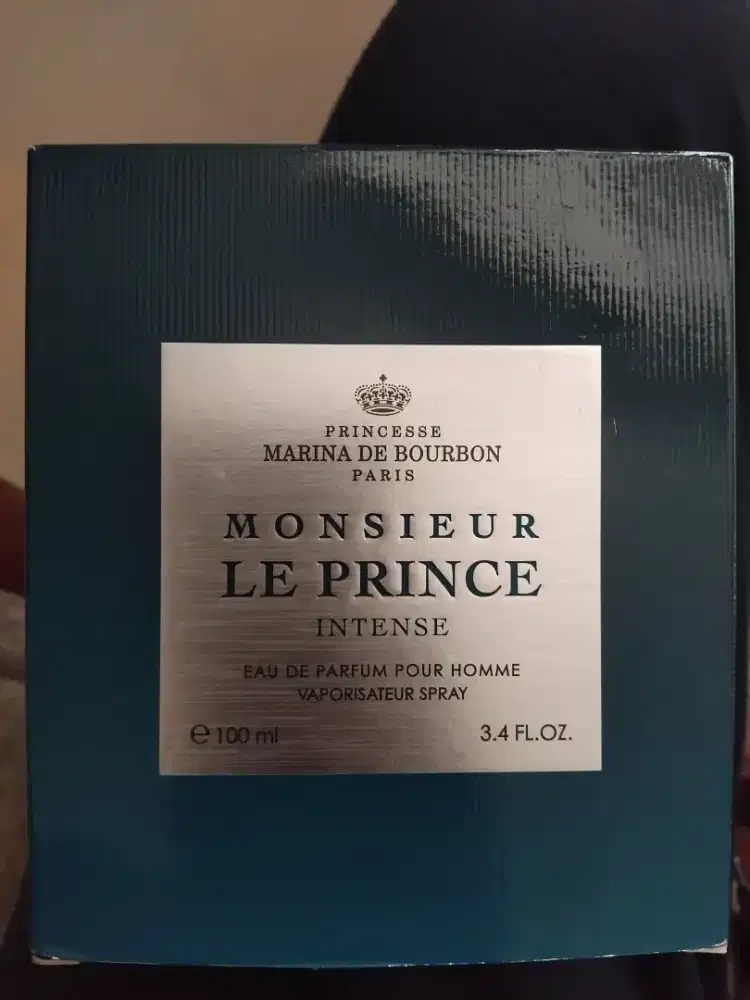 PRINCESSE
MARINA DE BOURBON
PARIS
MONSIEUR
LE PRINCE
INTENSE
EAU DE PARFUM POUR HOMME
VAPORISATEUR SPRAY
℮ 100 ml 3.4 FL.OZ.